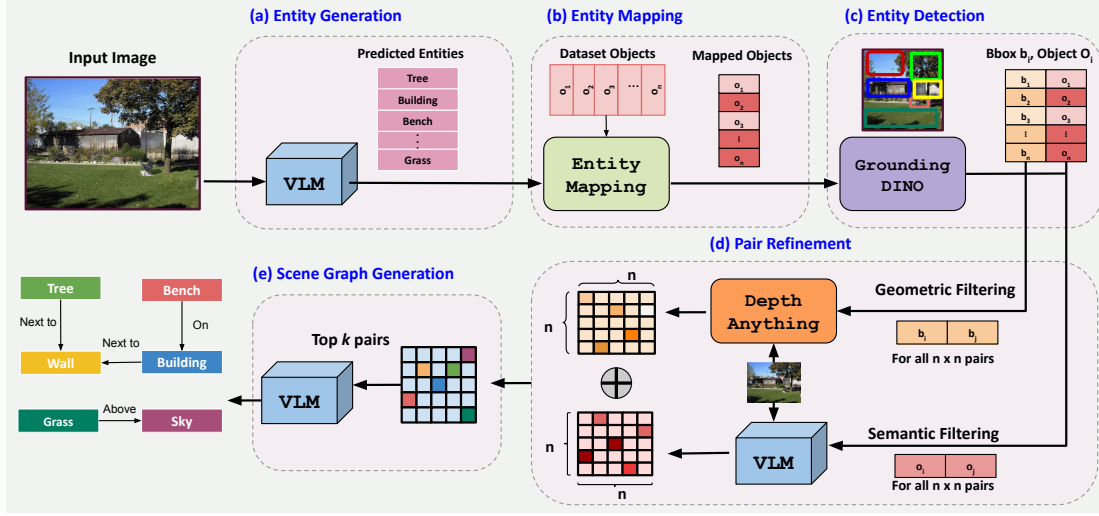 (a) Entity Generation
(b) Entity Mapping
(c) Entity Detection
Input Image
Predicted Entities
Tree
Building
Bench
⋮
Grass
VLM
Dataset Objects
o1 o2 o3 ... on
Mapped Objects
o1
o2
o3
⋮
on
Entity
Mapping
Bbox bi, Object Oi
b1 o1
b2 o2
b3 o3
⋮ ⋮
bn on
Grounding
DINO
(d) Pair Refinement
Geometric Filtering
bi bj
For all n x n pairs
Depth
Anything
n
n
Semantic Filtering
oi oj
For all n x n pairs
VLM
n
n
(e) Scene Graph Generation
Top k pairs
VLM
Tree
Bench
Next to
On
Wall
Next to
Building
Grass
Above
Sky